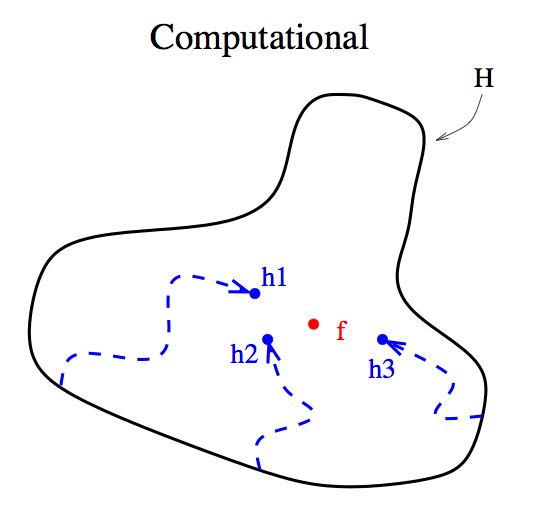 Computational
H
h1
f
h2
h3